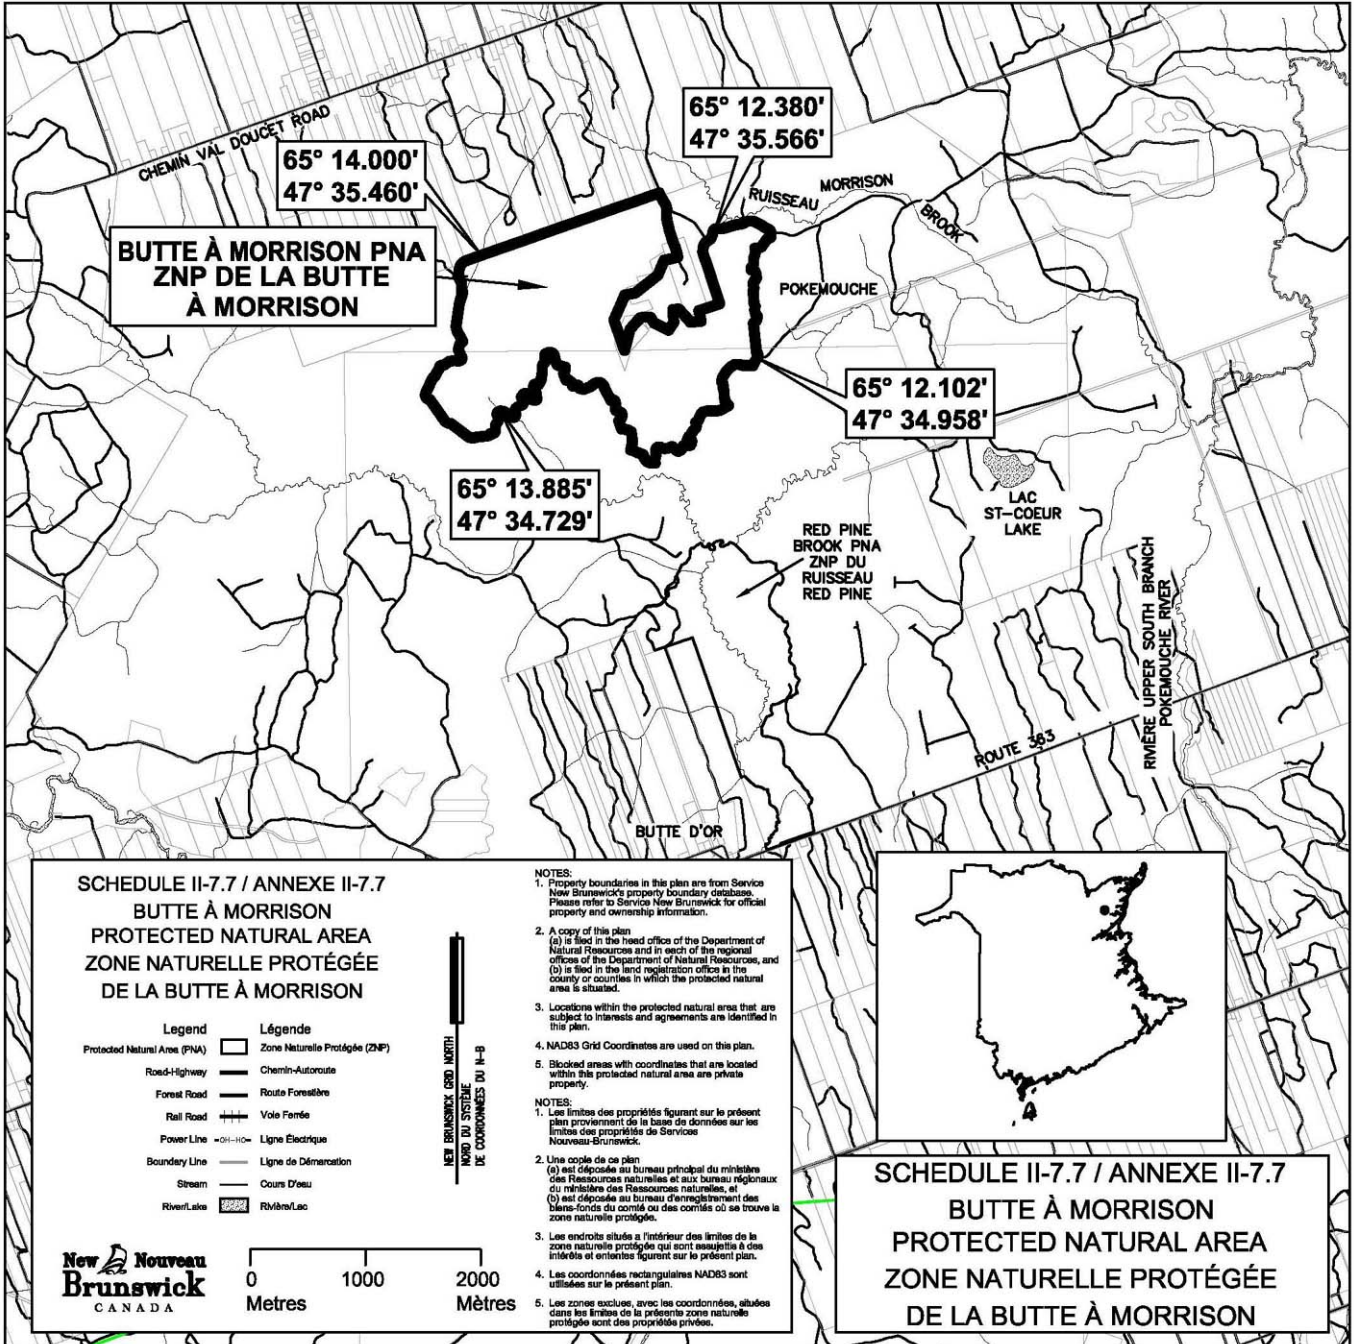 CHEMIN VAL DOUCET ROAD
65° 14.000'
47° 35.460'
65° 12.380'
47° 35.566'
RUISSEAU MORRISON BROOK
BUTTE À MORRISON PNA
ZNP DE LA BUTTE
À MORRISON
POKEMOUCHE
65° 12.102'
47° 34.958'
65° 13.885'
47° 34.729'
LAC
ST-COEUR
LAKE
RED PINE
BROOK PNA
ZNP DU
RUISSEAU
RED PINE
RIVIÈRE UPPER SOUTH BRANCH
POKEMOUCHE RIVER
ROUTE 363
BUTTE D'OR
SCHEDULE II-7.7 / ANNEXE II-7.7
BUTTE À MORRISON
PROTECTED NATURAL AREA
ZONE NATURELLE PROTÉGÉE
DE LA BUTTE À MORRISON
Legend Légende
Protected Natural Area (PNA) Zone Naturelle Protégée (ZNP)
Road-Highway Chemin-Autoroute
Forest Road Route Forestière
Rail Road Voie Ferrée
Power Line -OH-HO- Ligne Électrique
Boundary Line Ligne de Démarcation
Stream Cours D'eau
River/Lake Rivière/Lac
NEW BRUNSWICK GRID NORTH
NORD DU SYSTÈME
DE COORDONNÉES DU N-B
New Nouveau
Brunswick
CANADA
0 1000 2000
Metres Mètres
NOTES:
1. Property boundaries in this plan are from Service
New Brunswick's property boundary database.
Please refer to Service New Brunswick for official
property and ownership information.
2. A copy of this plan
(a) is filed in the head office of the Department of
Natural Resources and in each of the regional
offices of the Department of Natural Resources, and
(b) is filed in the land registration office in the
county or counties in which the protected natural
area is situated.
3. Locations within the protected natural area that are
subject to interests and agreements are identified in
this plan.
4. NAD83 Grid Coordinates are used on this plan.
5. Blocked areas with coordinates that are located
within this protected natural area are private
property.
NOTES:
1. Les limites des propriétés figurant sur le présent
plan proviennent de la base de données sur les
limites des propriétés de Services
Nouveau-Brunswick.
2. Une copie de ce plan
(a) est déposée au bureau principal du ministère
des Ressources naturelles et aux bureau régionaux
du ministère des Ressources naturelles, et
(b) est déposée au bureau d'enregistrement des
biens-fonds du comté ou des comtés où se trouve la
zone naturelle protégée.
3. Les endroits situés a l'intérieur des limites de la
zone naturelle protégée qui sont assujettis à des
intérêts et ententes figurent sur le présent plan.
4. Les coordonnées rectangulaires NAD83 sont
utilisées sur le présent plan.
5. Les zones exclues, avec les coordonnées, situées
dans les limites de la présente zone naturelle
protégée sont des propriétés privées.
SCHEDULE II-7.7 / ANNEXE II-7.7
BUTTE À MORRISON
PROTECTED NATURAL AREA
ZONE NATURELLE PROTÉGÉE
DE LA BUTTE À MORRISON